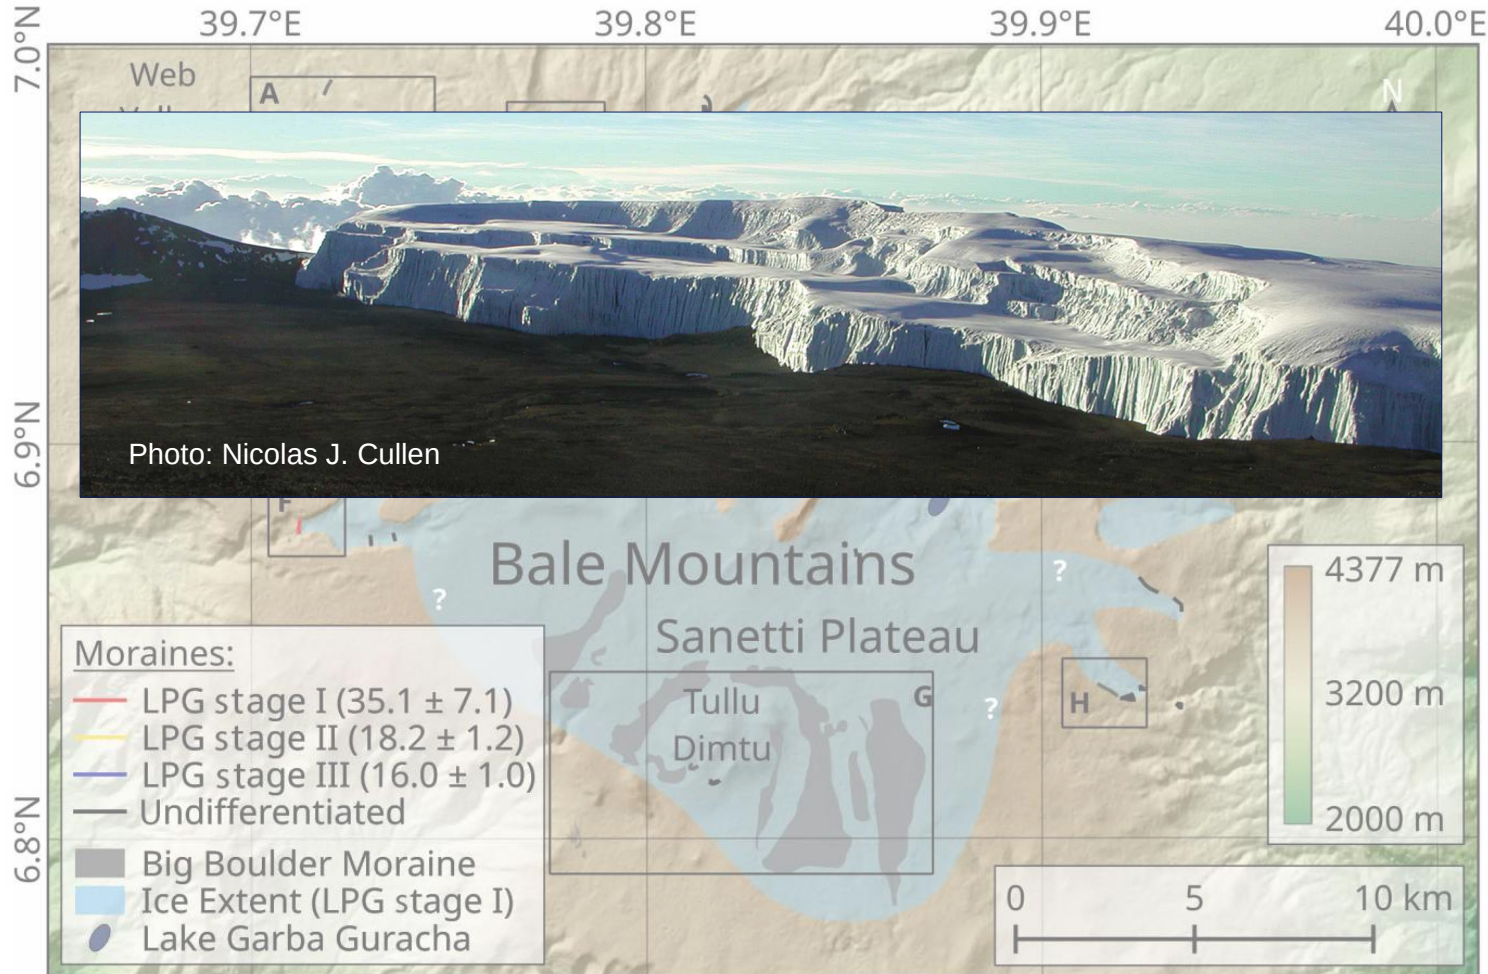 39.7°E 39.8°E 39.9°E 40.0°E
7.0°N
Web
A
N
Photo: Nicolas J. Cullen
6.9°N
F
Bale Mountains
?
?
4377 m
Sanetti Plateau
Moraines:
LPG stage I (35.1 ± 7.1)
Tullu
G
?
H
3200 m
LPG stage II (18.2 ± 1.2)
Dimtu
LPG stage III (16.0 ± 1.0)
Undifferentiated
2000 m
6.8°N
Big Boulder Moraine
Ice Extent (LPG stage I)
0 5 10 km
Lake Garba Guracha